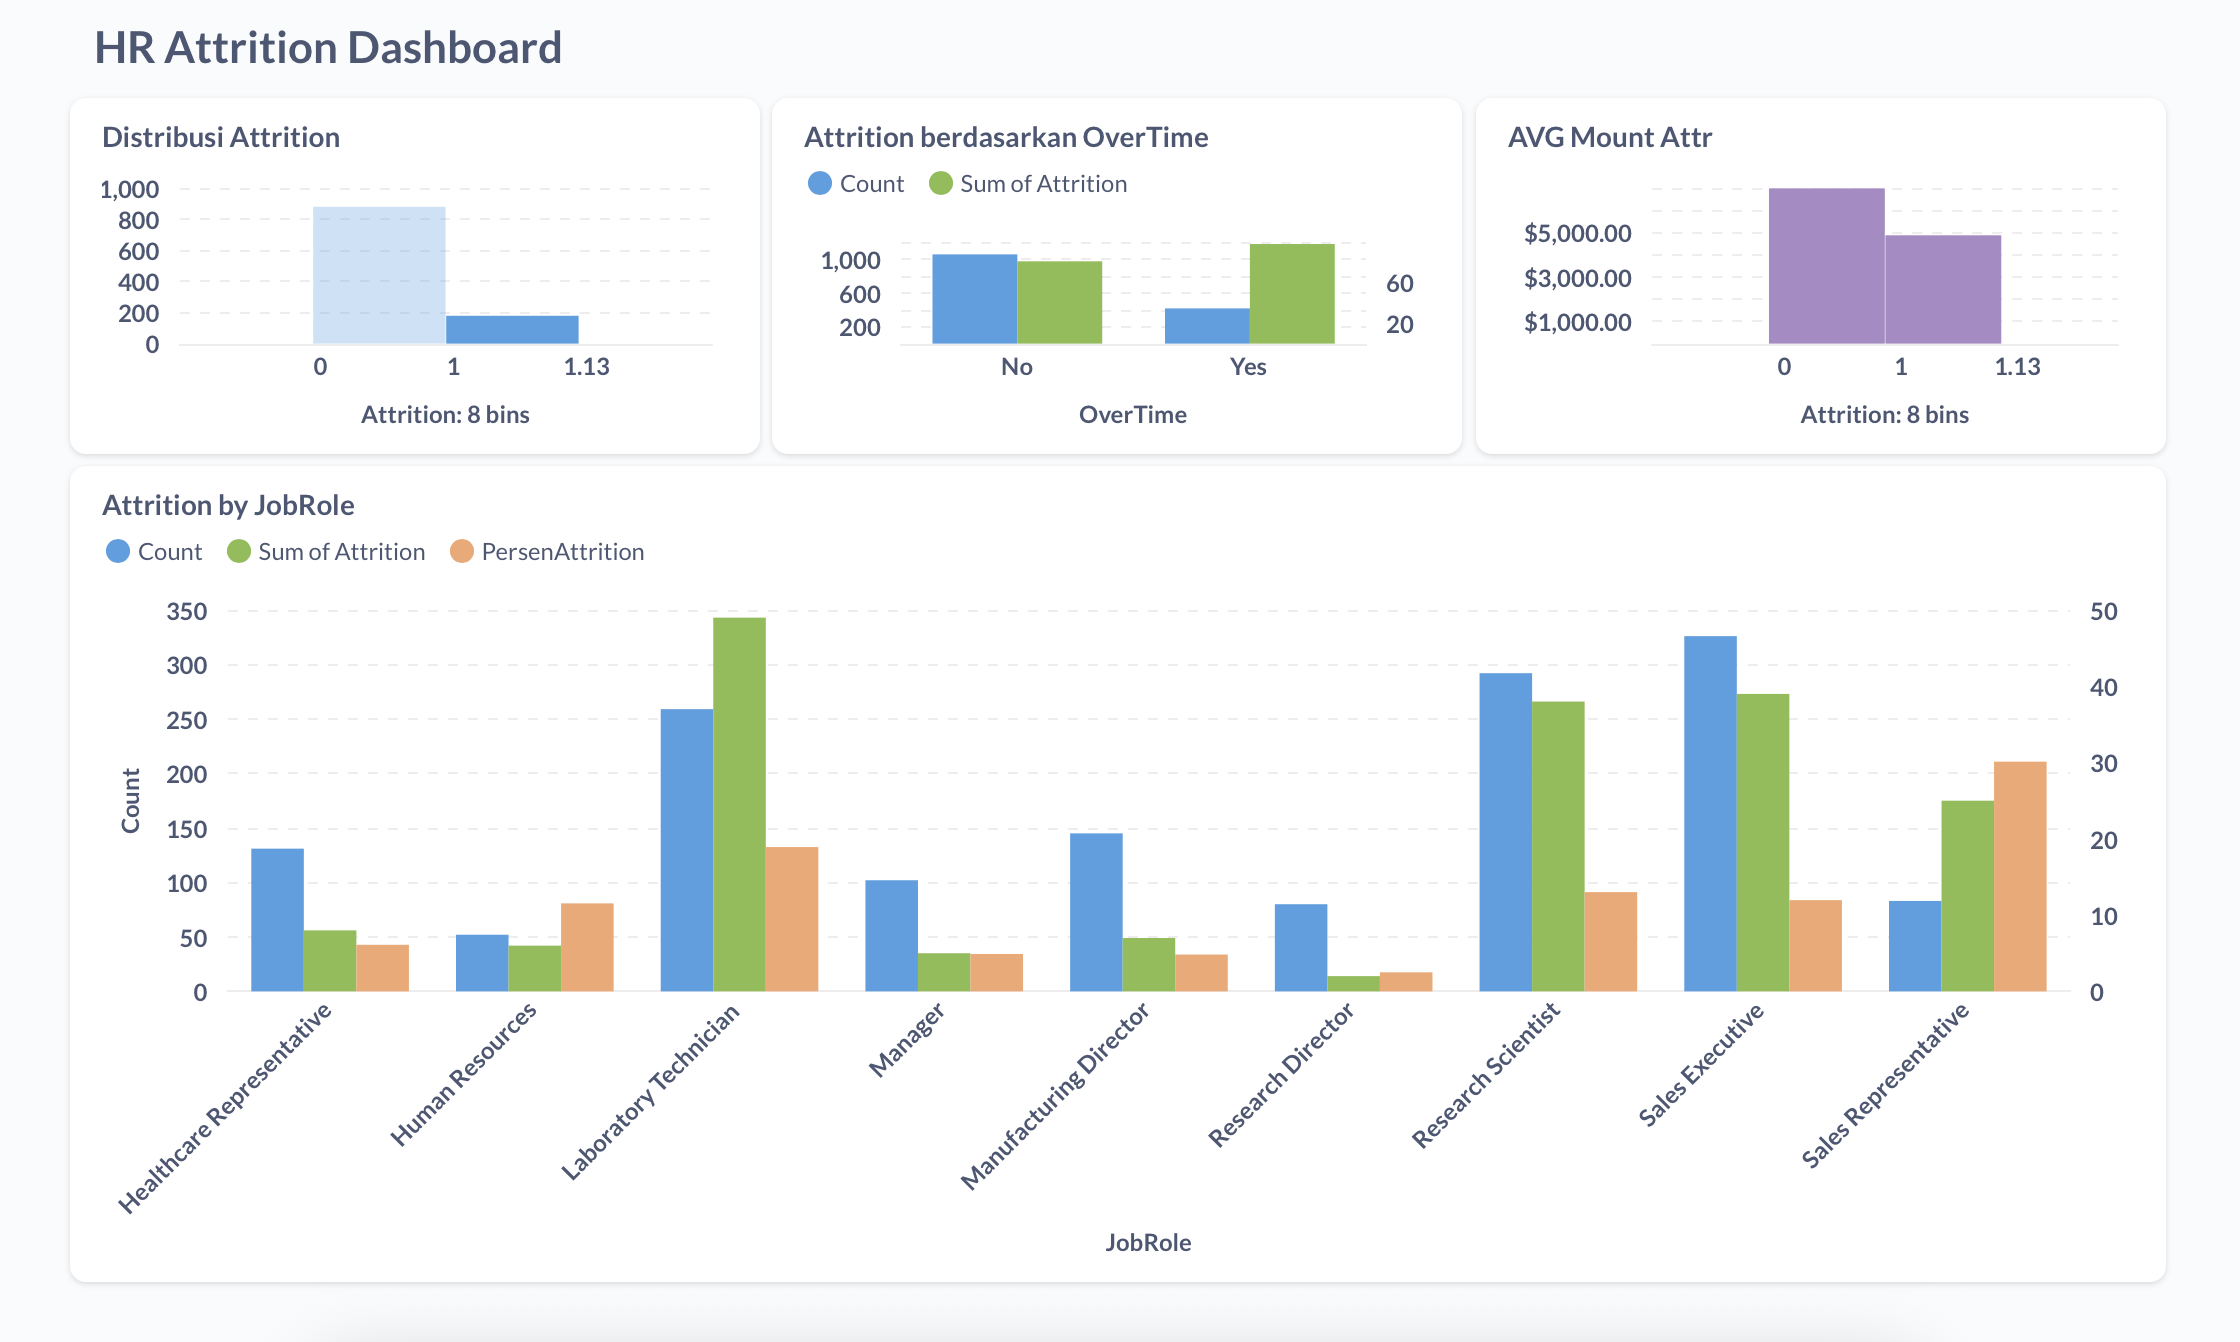 HR Attrition Dashboard
Distribusi Attrition
1,000
800
600
400
200
0
0 1 1.13
Attrition: 8 bins
Attrition berdasarkan OverTime
Count Sum of Attrition
1,000
600
200
60
20
No Yes
OverTime
AVG Mount Attr
$5,000.00
$3,000.00
$1,000.00
0 1 1.13
Attrition: 8 bins
Attrition by JobRole
Count Sum of Attrition PersenAttrition
350
300
250
200
150
100
50
0
Count
50
40
30
20
10
0
Healthcare Representative
Human Resources
Laboratory Technician
Manager
Manufacturing Director
Research Director
Research Scientist
Sales Executive
Sales Representative
JobRole